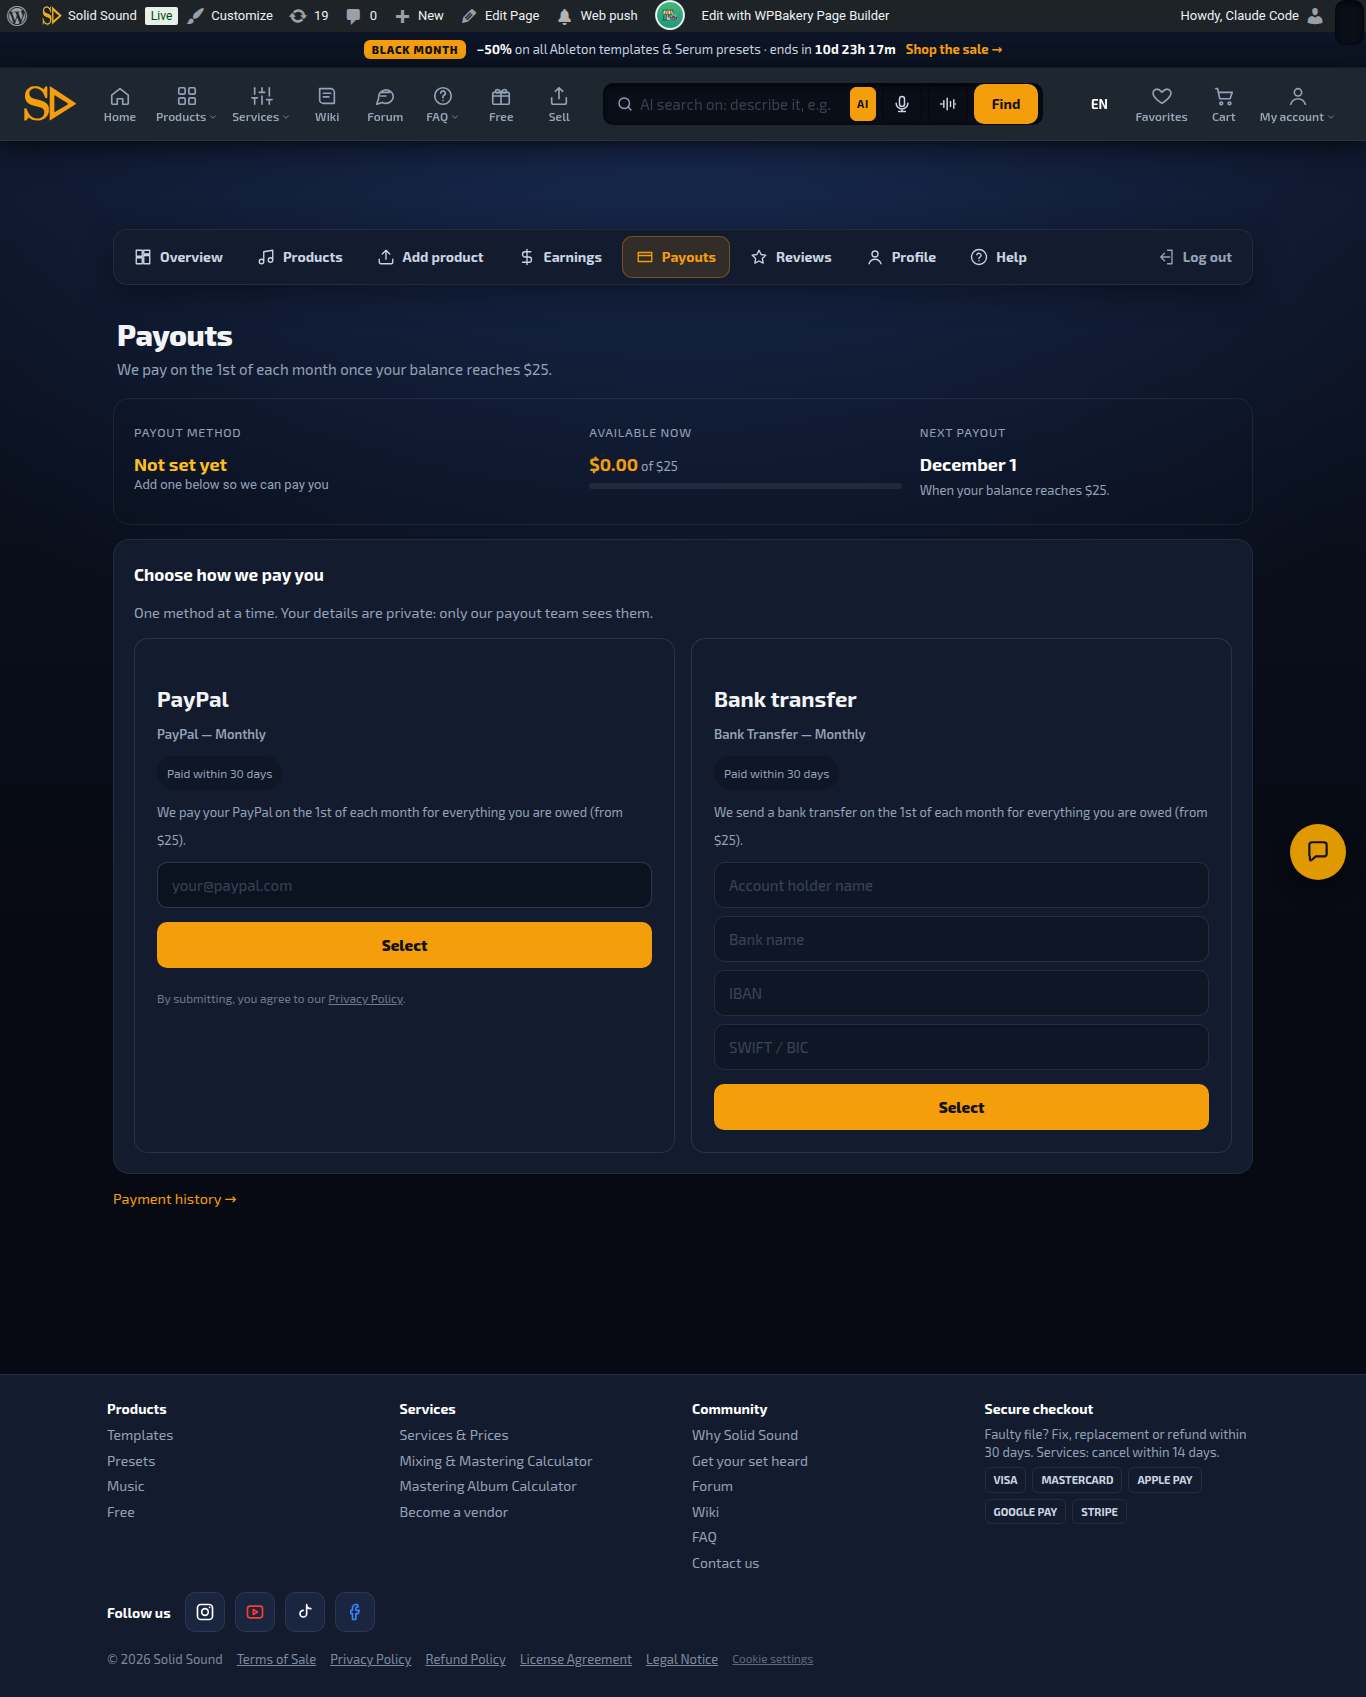 Solid Sound Live Customize 19 0 New Edit Page Web push Edit with WPBakery Page Builder Howdy, Claude Code
BLACK MONTH −50% on all Ableton templates & Serum presets · ends in 10d 23h 17m Shop the sale →
Home Products Services Wiki Forum FAQ Free Sell AI search on: describe it, e.g. AI Find EN Favorites Cart My account
Overview Products Add product Earnings Payouts Reviews Profile Help Log out
Payouts
We pay on the 1st of each month once your balance reaches $25.
PAYOUT METHOD
Not set yet
Add one below so we can pay you
AVAILABLE NOW
$0.00 of $25
NEXT PAYOUT
December 1
When your balance reaches $25.
Choose how we pay you
One method at a time. Your details are private: only our payout team sees them.
PayPal
PayPal — Monthly
Paid within 30 days
We pay your PayPal on the 1st of each month for everything you are owed (from
$25).
your@paypal.com
Select
By submitting, you agree to our Privacy Policy.
Bank transfer
Bank Transfer — Monthly
Paid within 30 days
We send a bank transfer on the 1st of each month for everything you are owed (from
$25).
Account holder name
Bank name
IBAN
SWIFT / BIC
Select
Payment history →
Products
Templates
Presets
Music
Free
Services
Services & Prices
Mixing & Mastering Calculator
Mastering Album Calculator
Become a vendor
Community
Why Solid Sound
Get your set heard
Forum
Wiki
FAQ
Contact us
Secure checkout
Faulty file? Fix, replacement or refund within
30 days. Services: cancel within 14 days.
VISA MASTERCARD APPLE PAY
GOOGLE PAY STRIPE
Follow us
© 2026 Solid Sound Terms of Sale Privacy Policy Refund Policy License Agreement Legal Notice Cookie settings